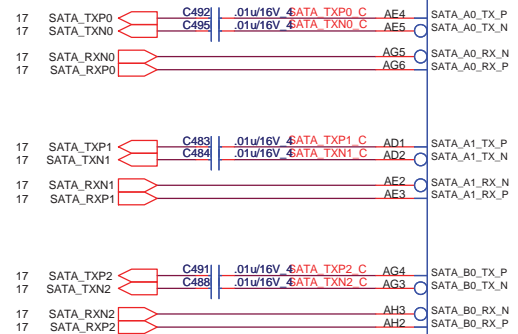 17 SATA_TXP0 C492 .01u/16V_4 SATA_TXP0_C AE4 SATA_A0_TX_P
17 SATA_TXN0 C495 .01u/16V_4 SATA_TXN0_C AE5 SATA_A0_TX_N
17 SATA_RXN0 AG5 SATA_A0_RX_N
17 SATA_RXP0 AG6 SATA_A0_RX_P
17 SATA_TXP1 C483 .01u/16V_4 SATA_TXP1_C AD1 SATA_A1_TX_P
17 SATA_TXN1 C484 .01u/16V_4 SATA_TXN1_C AD2 SATA_A1_TX_N
17 SATA_RXN1 AE2 SATA_A1_RX_N
17 SATA_RXP1 AE3 SATA_A1_RX_P
17 SATA_TXP2 C491 .01u/16V_4 SATA_TXP2_C AG4 SATA_B0_TX_P
17 SATA_TXN2 C488 .01u/16V_4 SATA_TXN2_C AG3 SATA_B0_TX_N
17 SATA_RXN2 AH3 SATA_B0_RX_N
17 SATA_RXP2 AH2 SATA_B0_RX_P